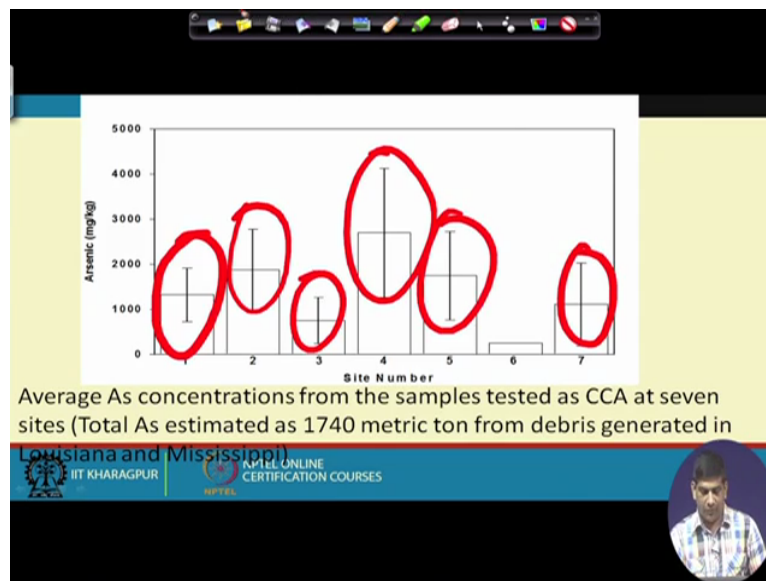 5000
4000
3000
2000
1000
0
Arsenic (mg/kg)
1 2 3 4 5 6 7
Site Number
Average As concentrations from the samples tested as CCA at seven
sites (Total As estimated as 1740 metric ton from debris generated in
Louisiana and Mississippi)
IIT KHARAGPUR
NPTEL
NPTEL ONLINE
CERTIFICATION COURSES